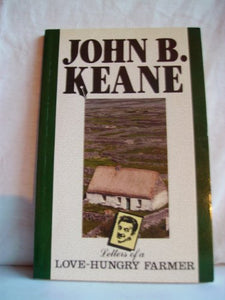 JOHN B.
KEANE
Letters of a
LOVE-HUNGRY FARMER